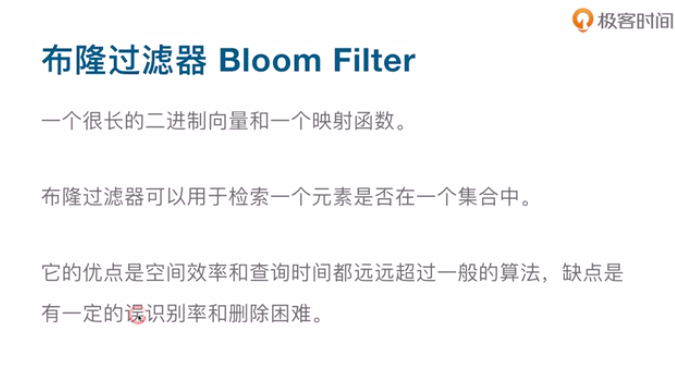 极客时间
布隆过滤器 Bloom Filter
一个很长的二进制向量和一个映射函数。
布隆过滤器可以用于检索一个元素是否在一个集合中。
它的优点是空间效率和查询时间都远远超过一般的算法，缺点是
有一定的误识别率和删除困难。